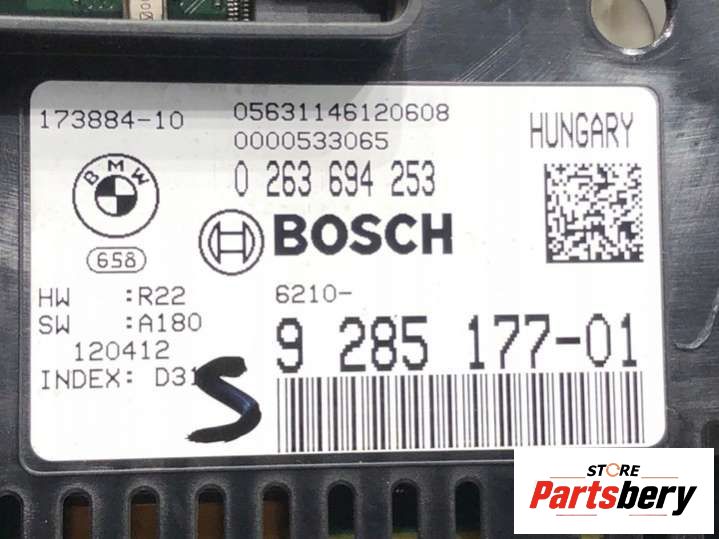 173884-10
05631146120608
0000533065
HUNGARY
0 263 694 253
BMW
BOSCH
658
HW :R22
SW :A180
120412
INDEX: D31
S
6210-
9 285 177-01
STORE
Partsbery